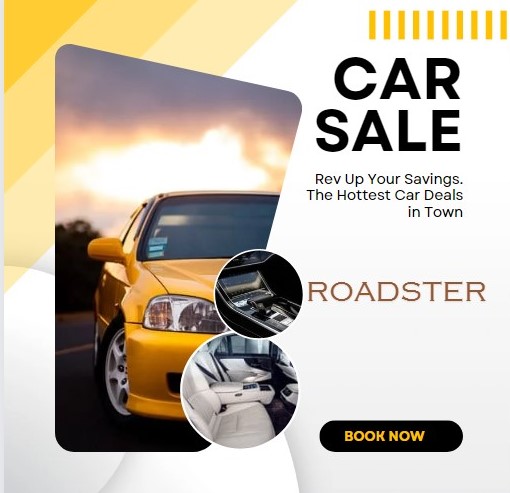 CAR
SALE
Rev Up Your Savings.
The Hottest Car Deals
in Town
ROADSTER
BOOK NOW